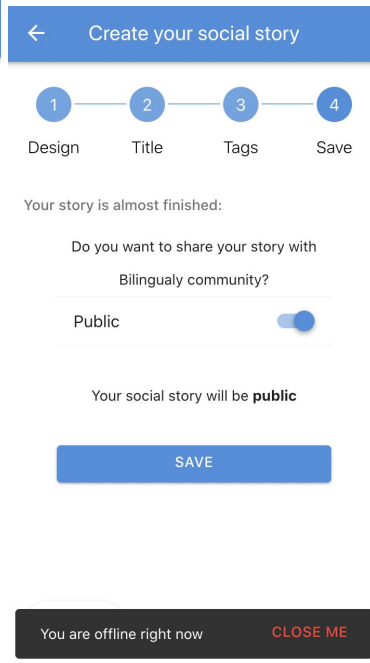 Create your social story
1 2 3 4
Design Title Tags Save
Your story is almost finished:
Do you want to share your story with
Bilingualy community?
Public
Your social story will be public
SAVE
You are offline right now CLOSE ME